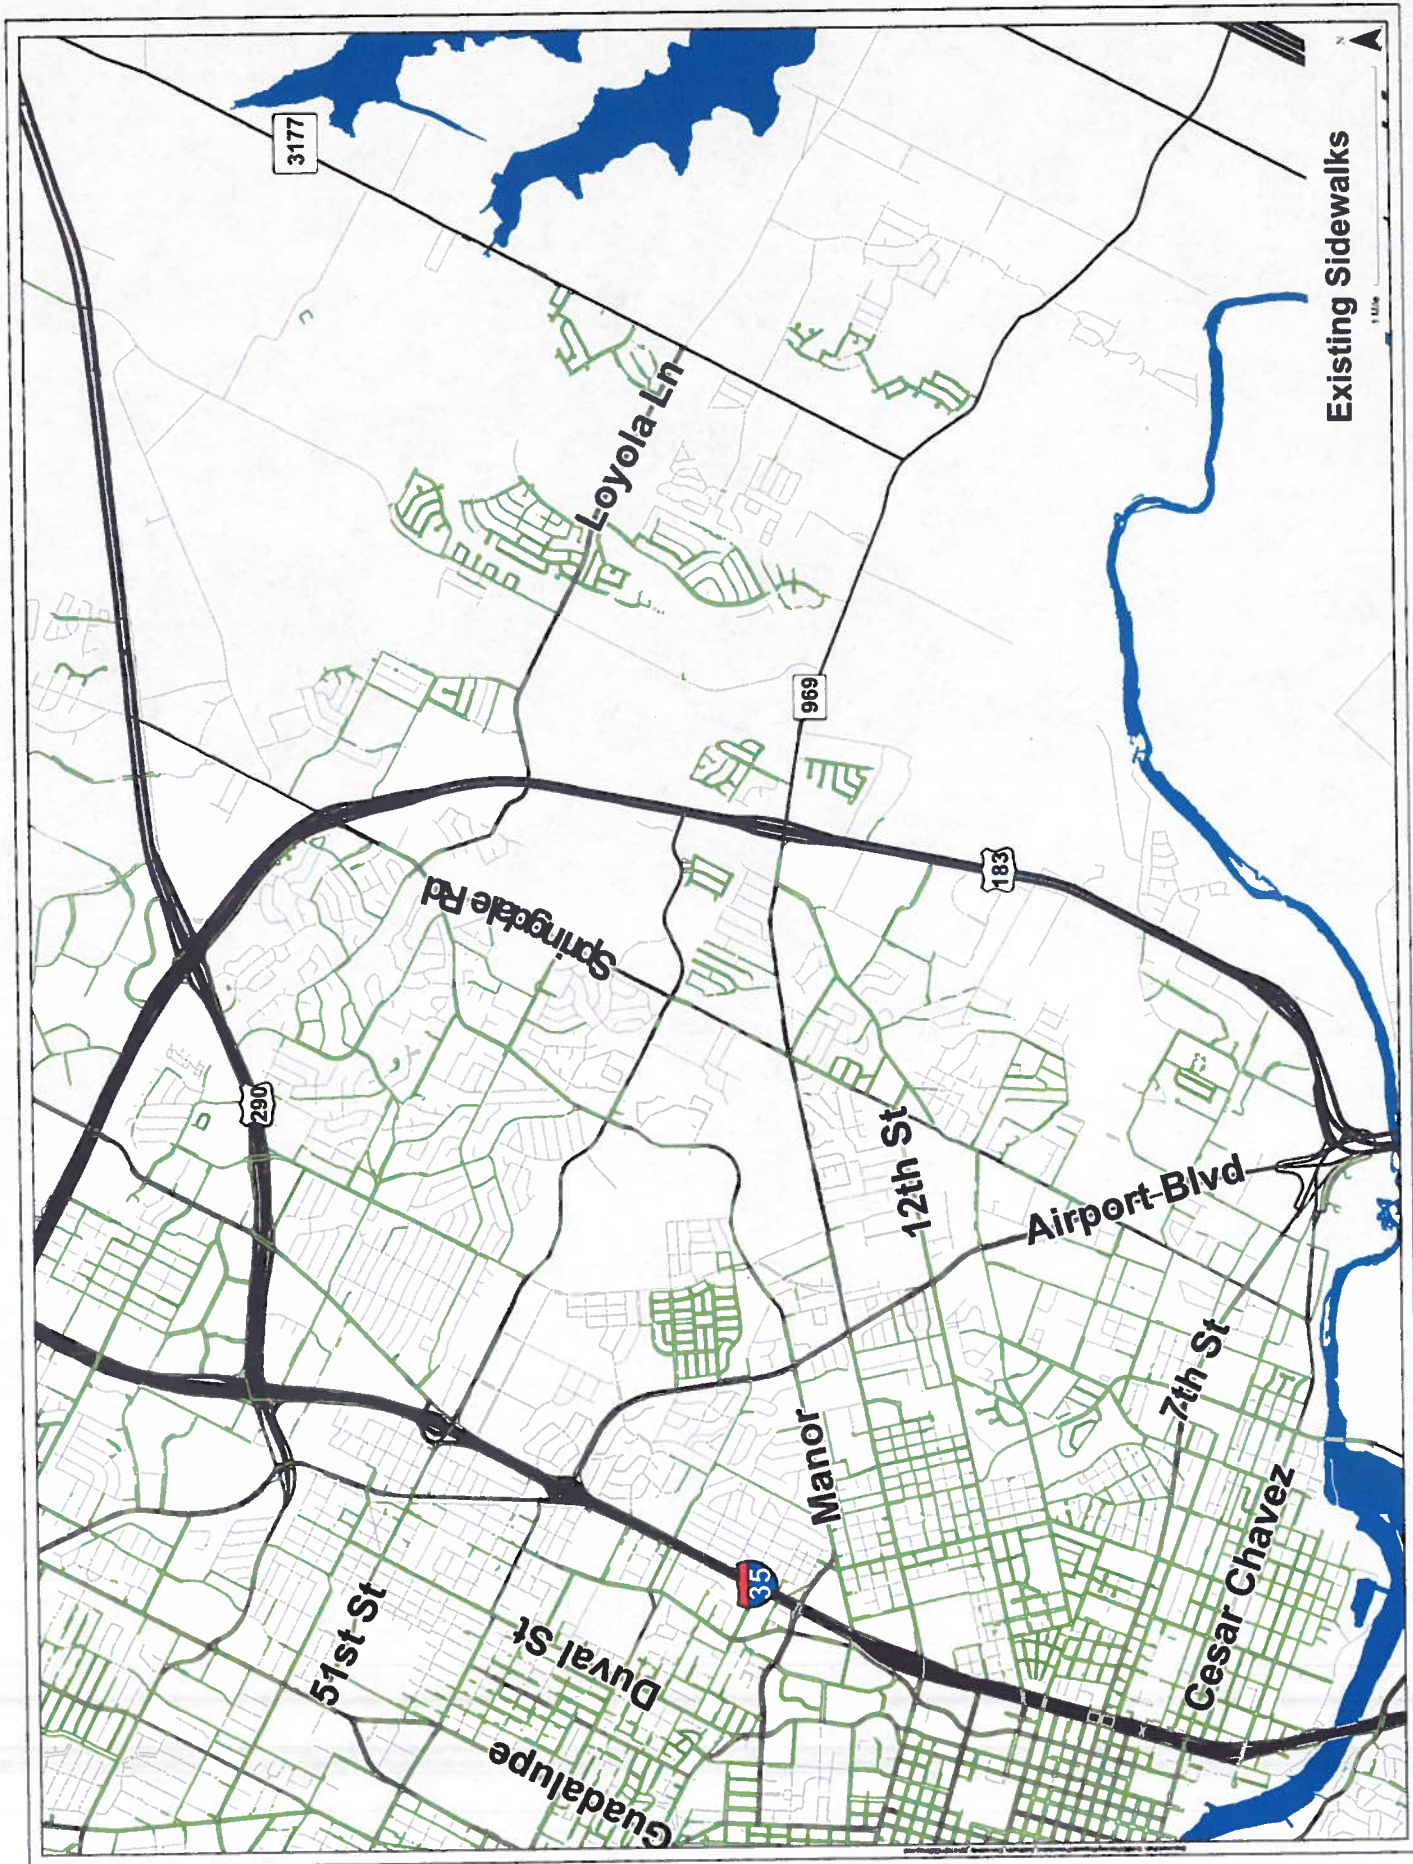 3177
Loyola Ln
969
Springdale Rd
183
290
12th St
Airport Blvd
7th St
Manor
35
Cesar Chavez
51st St
Duval St
Guadalupe
Existing Sidewalks
1 Mile
N